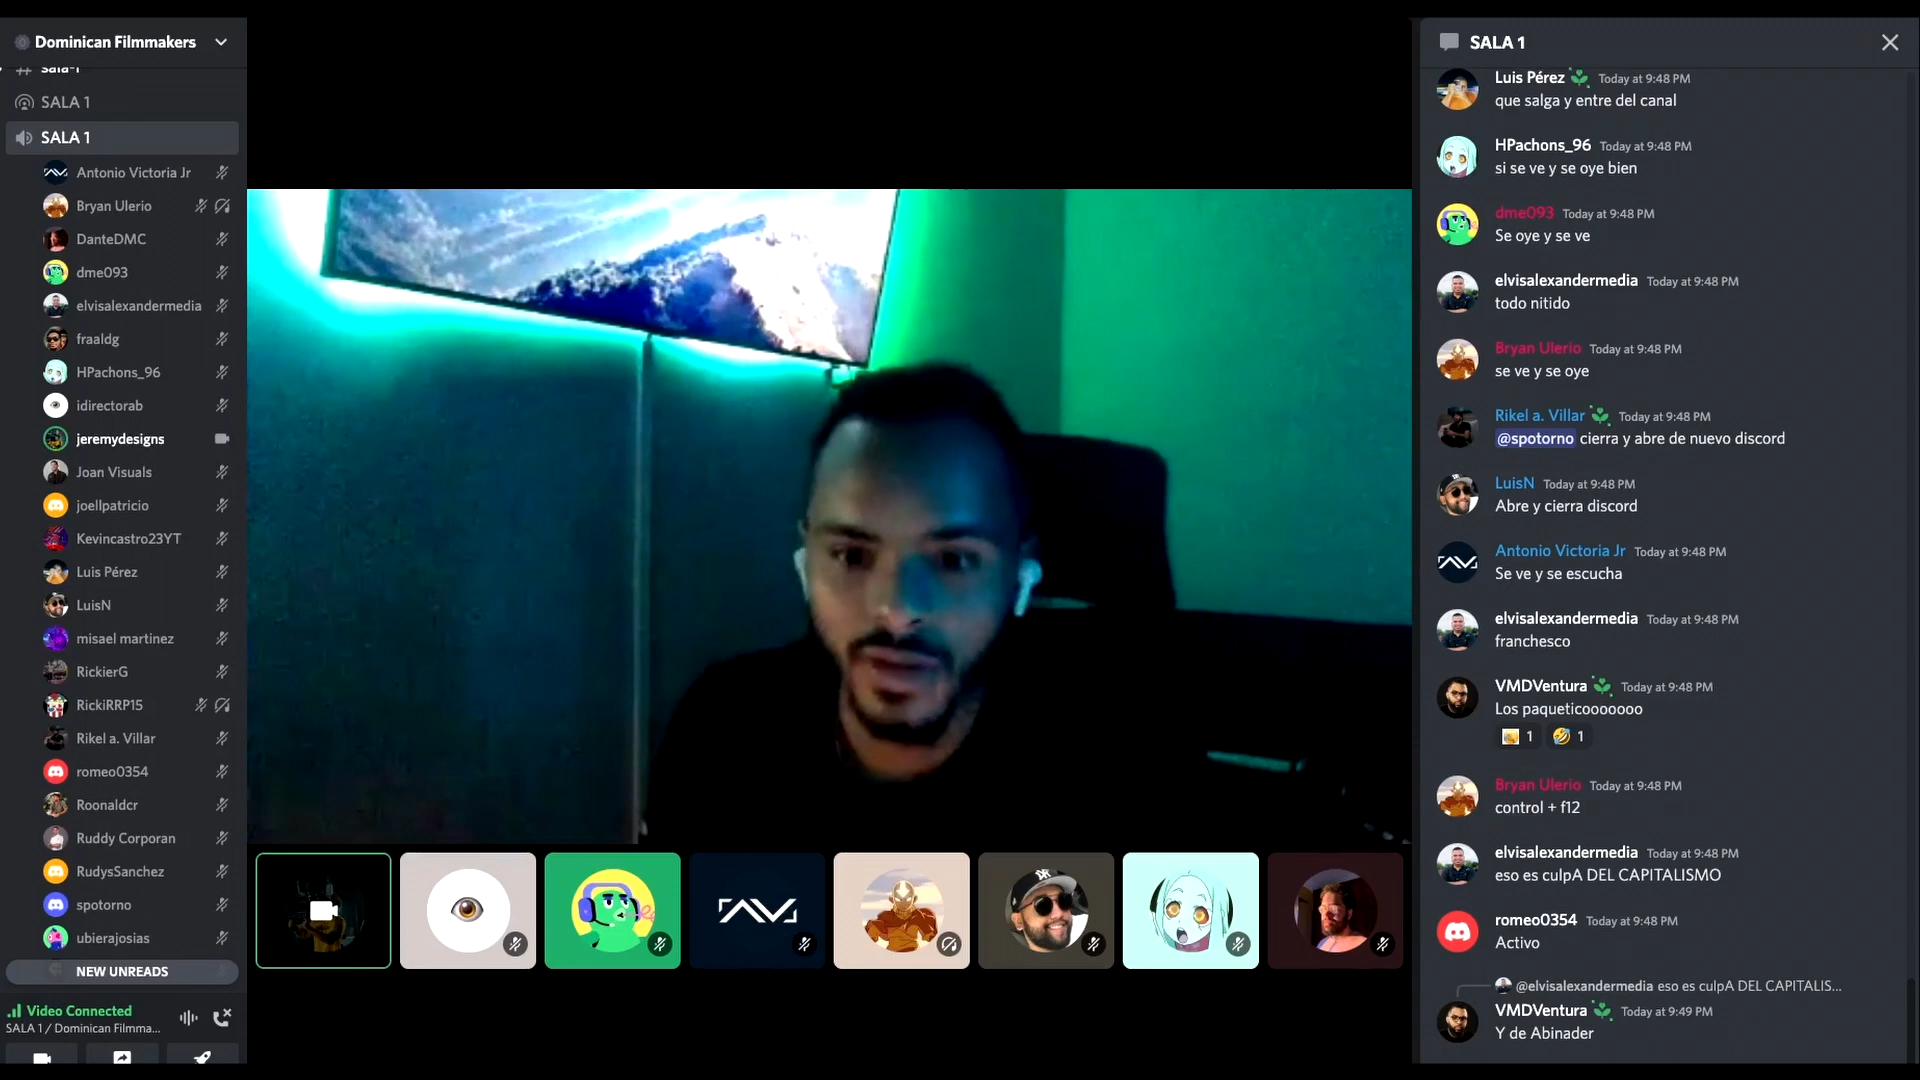 Dominican Filmmakers
sala-1
SALA 1
SALA 1
Antonio Victoria Jr
Bryan Ulerio
DanteDMC
dme093
elvisalexandermedia
fraaldg
HPachons_96
idirectorab
jeremydesigns
Joan Visuals
joellpatricio
Kevincastro23YT
Luis Pérez
LuisN
misael martinez
RickierG
RickiRRP15
Rikel a. Villar
romeo0354
Roonaldcr
Ruddy Corporan
RudysSanchez
spotorno
ubierajosias
NEW UNREADS
Video Connected
SALA 1 / Dominican Filmma...
SALA 1
Luis Pérez Today at 9:48 PM
que salga y entre del canal
HPachons_96 Today at 9:48 PM
si se ve y se oye bien
dme093 Today at 9:48 PM
Se oye y se ve
elvisalexandermedia Today at 9:48 PM
todo nitido
Bryan Ulerio Today at 9:48 PM
se ve y se oye
Rikel a. Villar Today at 9:48 PM
@spotorno cierra y abre de nuevo discord
LuisN Today at 9:48 PM
Abre y cierra discord
Antonio Victoria Jr Today at 9:48 PM
Se ve y se escucha
elvisalexandermedia Today at 9:48 PM
franchesco
VMDVentura Today at 9:48 PM
Los paqueticooooooo
1 1
Bryan Ulerio Today at 9:48 PM
control + f12
elvisalexandermedia Today at 9:48 PM
eso es culpA DEL CAPITALISMO
romeo0354 Today at 9:48 PM
Activo
@elvisalexandermedia eso es culpA DEL CAPITALIS...
VMDVentura Today at 9:49 PM
Y de Abinader